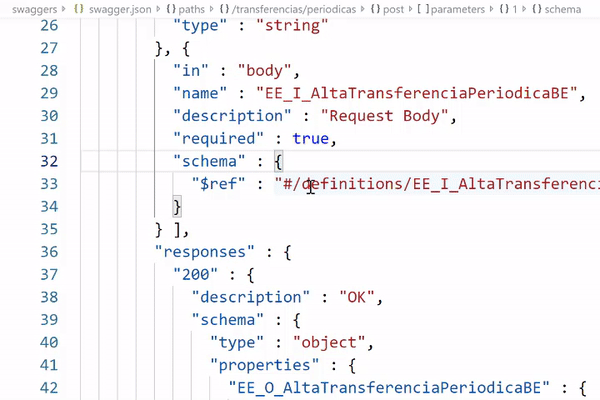 swaggers > {} swagger.json > paths > /transferencias/periodicas > post > [ ] parameters > {} 1 > schema
26 "type" : "string"
27 }, {
28 "in" : "body",
29 "name" : "EE_I_AltaTransferenciaPeriodicaBE",
30 "description" : "Request Body",
31 "required" : true,
32 "schema" : {
33 "$ref" : "#/definitions/EE_I_AltaTransferenci
34 }
35 } ],
36 "responses" : {
37 "200" : {
38 "description" : "OK",
39 "schema" : {
40 "type" : "object",
41 "properties" : {
42 "EE_O_AltaTransferenciaPeriodicaBE" : {